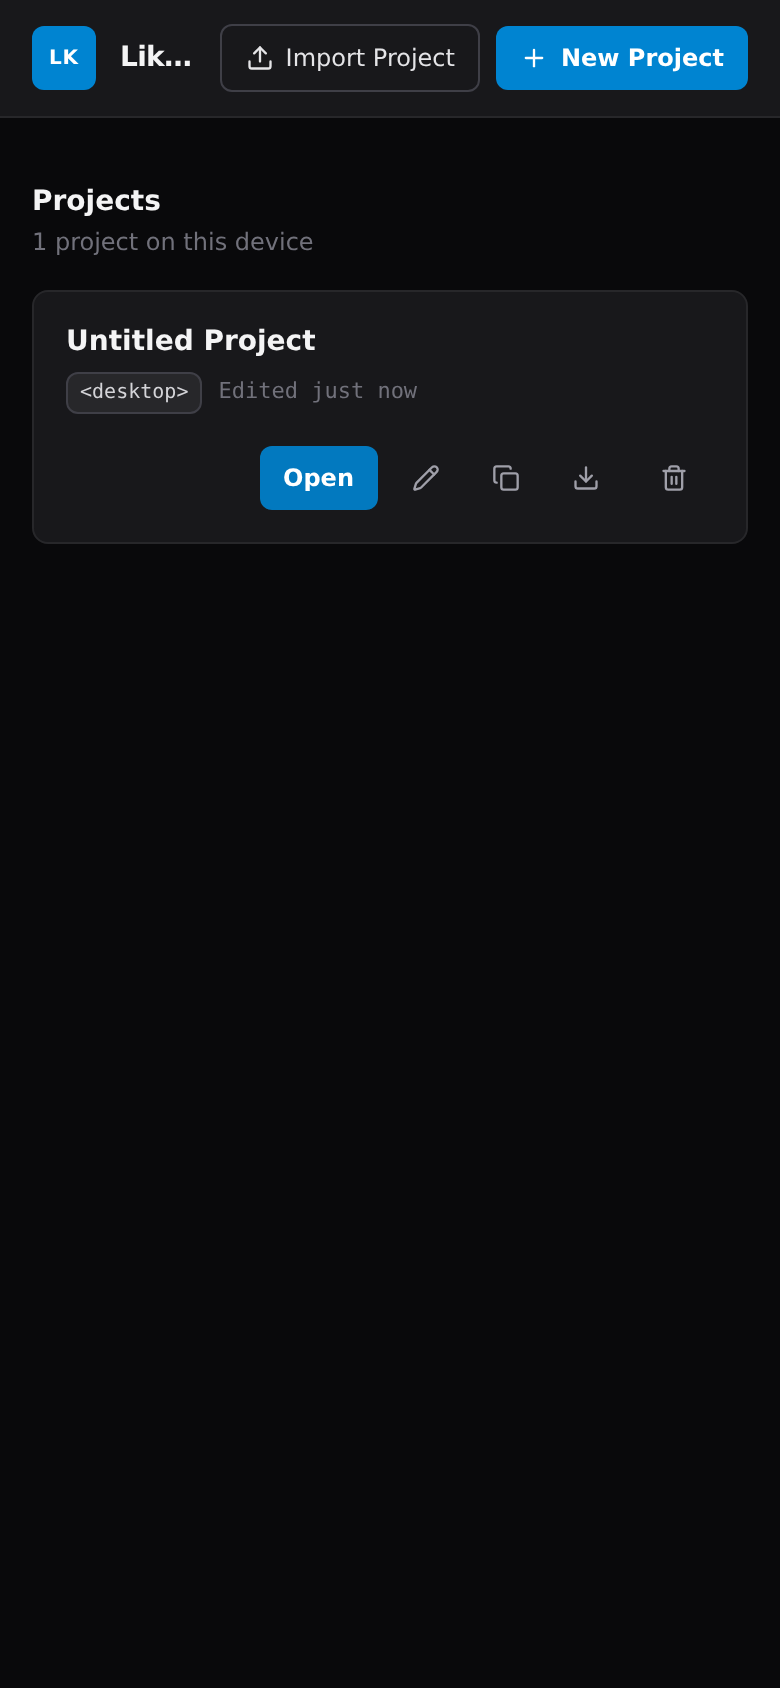 LK
Lik...
Import Project
New Project
Projects
1 project on this device
Untitled Project
<desktop> Edited just now
Open